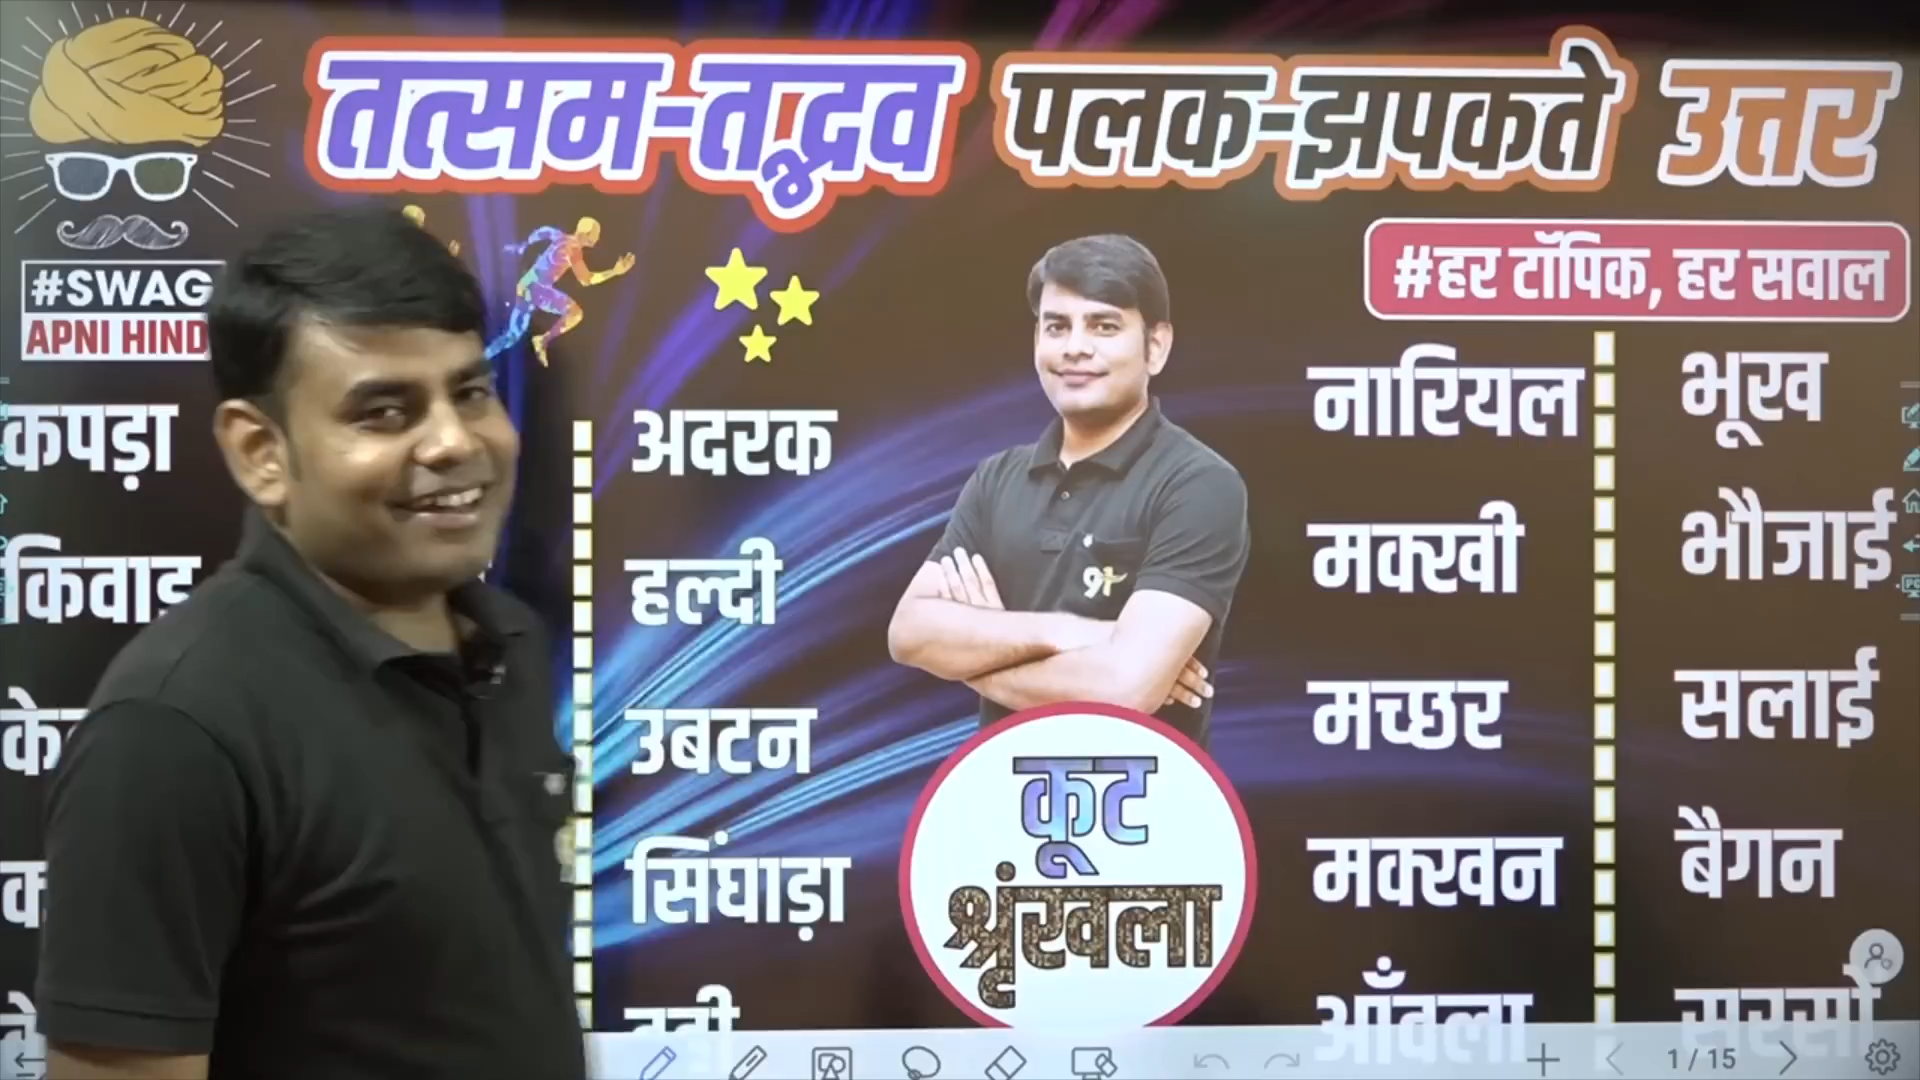 तत्सम-तद्भव पलक-झपकते उत्तर
#SWAG
APNI HIND
#हर टॉपिक, हर सवाल
कपड़ा
किवाड़
अदरक
हल्दी
उबटन
सिंघाड़ा
कूट
श्रृंखला
नारियल
मक्खी
मच्छर
मक्खन
आँवला
भूख
भौजाई
सलाई
बैगन
सरसों
1 / 15